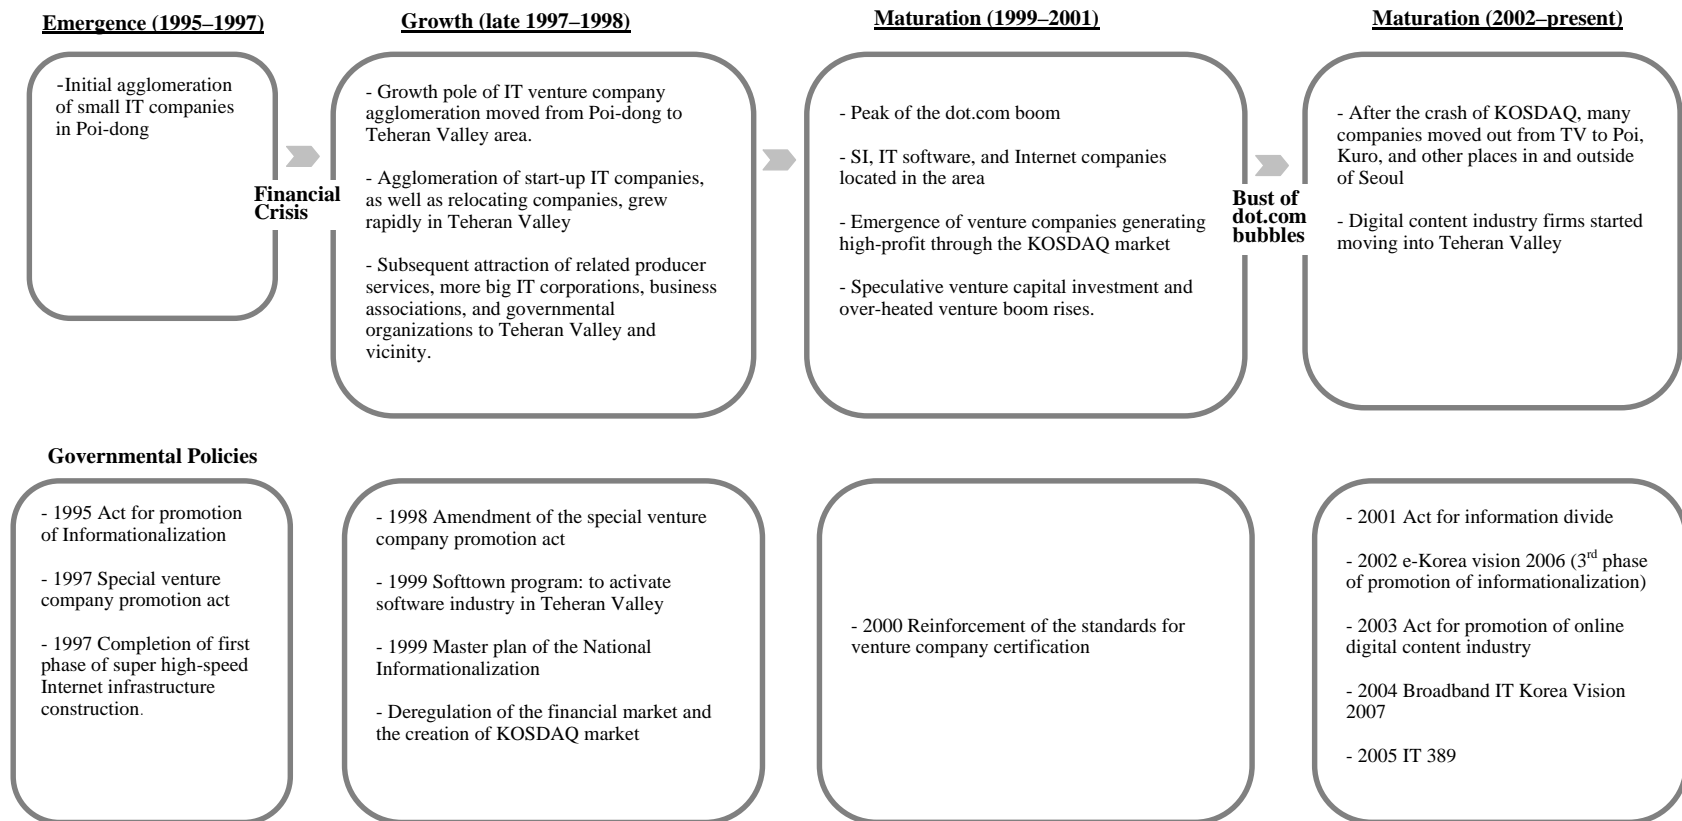 Emergence (1995–1997)
-Initial agglomeration
of small IT companies
in Poi-dong
Financial
Crisis
Growth (late 1997–1998)
- Growth pole of IT venture company
agglomeration moved from Poi-dong to
Teheran Valley area.
- Agglomeration of start-up IT companies,
as well as relocating companies, grew
rapidly in Teheran Valley
- Subsequent attraction of related producer
services, more big IT corporations, business
associations, and governmental
organizations to Teheran Valley and
vicinity.
Maturation (1999–2001)
- Peak of the dot.com boom
- SI, IT software, and Internet companies
located in the area
- Emergence of venture companies generating
high-profit through the KOSDAQ market
- Speculative venture capital investment and
over-heated venture boom rises.
Bust of
dot.com
bubbles
Maturation (2002–present)
- After the crash of KOSDAQ, many
companies moved out from TV to Poi,
Kuro, and other places in and outside
of Seoul
- Digital content industry firms started
moving into Teheran Valley
Governmental Policies
- 1995 Act for promotion
of Informationalization
- 1997 Special venture
company promotion act
- 1997 Completion of first
phase of super high-speed
Internet infrastructure
construction.
- 1998 Amendment of the special venture
company promotion act
- 1999 Softtown program: to activate
software industry in Teheran Valley
- 1999 Master plan of the National
Informationalization
- Deregulation of the financial market and
the creation of KOSDAQ market
- 2000 Reinforcement of the standards for
venture company certification
- 2001 Act for information divide
- 2002 e-Korea vision 2006 (3rd phase
of promotion of informationalization)
- 2003 Act for promotion of online
digital content industry
- 2004 Broadband IT Korea Vision
2007
- 2005 IT 389